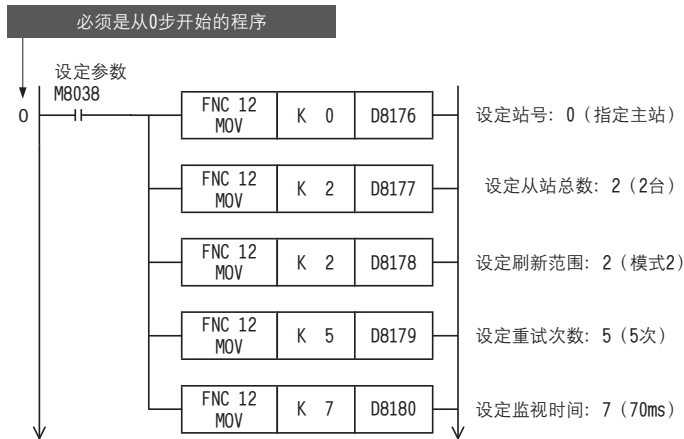 必须是从0步开始的程序
设定参数
M8038
0
FNC 12
MOV
K 0
D8176
设定站号: 0（指定主站）
FNC 12
MOV
K 2
D8177
设定从站总数: 2（2台）
FNC 12
MOV
K 2
D8178
设定刷新范围: 2（模式2）
FNC 12
MOV
K 5
D8179
设定重试次数: 5（5次）
FNC 12
MOV
K 7
D8180
设定监视时间: 7（70ms）